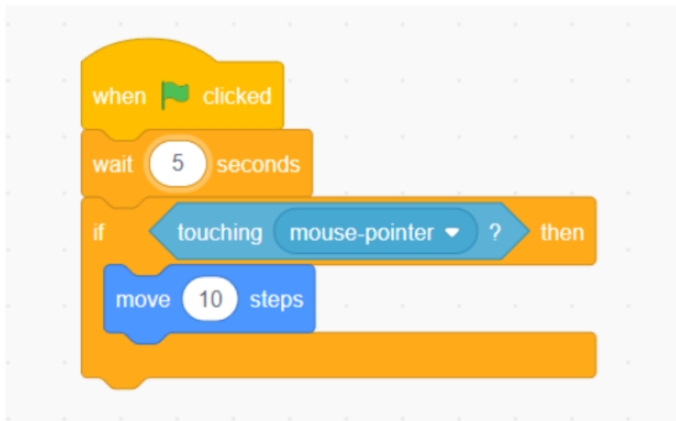 when clicked
wait 5 seconds
if touching mouse-pointer ? then
move 10 steps